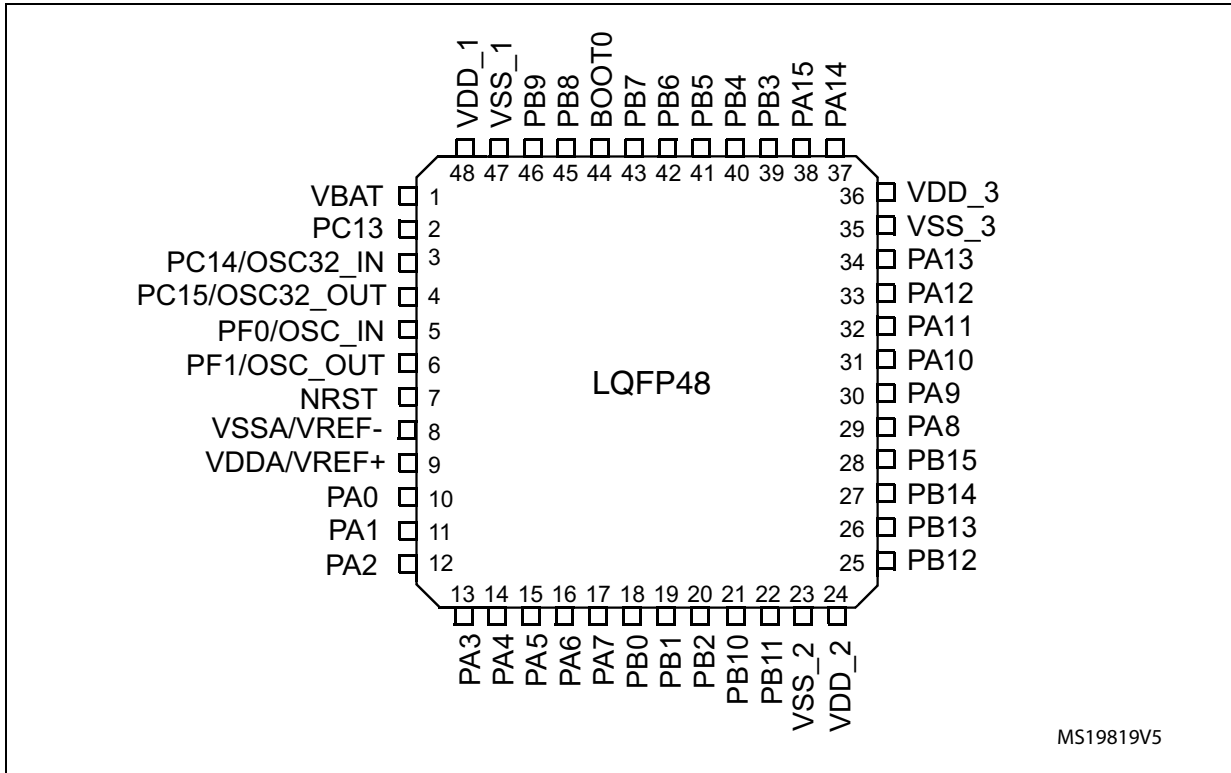 VDD_1
VSS_1
PB9
PB8
BOOT0
PB7
PB6
PB5
PB4
PB3
PA15
PA14
48 47 46 45 44 43 42 41 40 39 38 37
VBAT 1
PC13 2
PC14/OSC32_IN 3
PC15/OSC32_OUT 4
PF0/OSC_IN 5
PF1/OSC_OUT 6
NRST 7
VSSA/VREF- 8
VDDA/VREF+ 9
PA0 10
PA1 11
PA2 12
LQFP48
36 VDD_3
35 VSS_3
34 PA13
33 PA12
32 PA11
31 PA10
30 PA9
29 PA8
28 PB15
27 PB14
26 PB13
25 PB12
13 14 15 16 17 18 19 20 21 22 23 24
PA3
PA4
PA5
PA6
PA7
PB0
PB1
PB2
PB10
PB11
VSS_2
VDD_2
MS19819V5